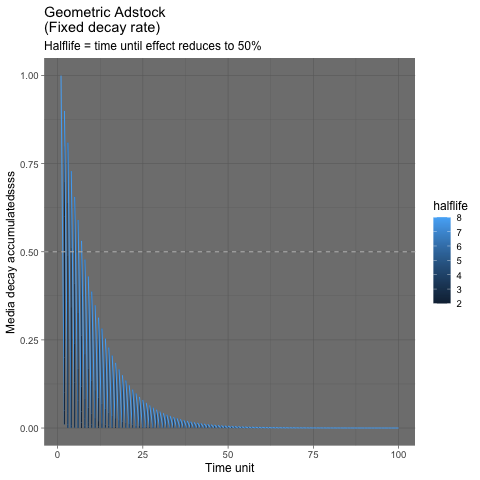 Geometric Adstock
(Fixed decay rate)
Halflife = time until effect reduces to 50%
Media decay accumulatedssss
1.00
0.75
0.50
0.25
0.00
0 25 50 75 100
Time unit
halflife
8
7
6
5
4
3
2